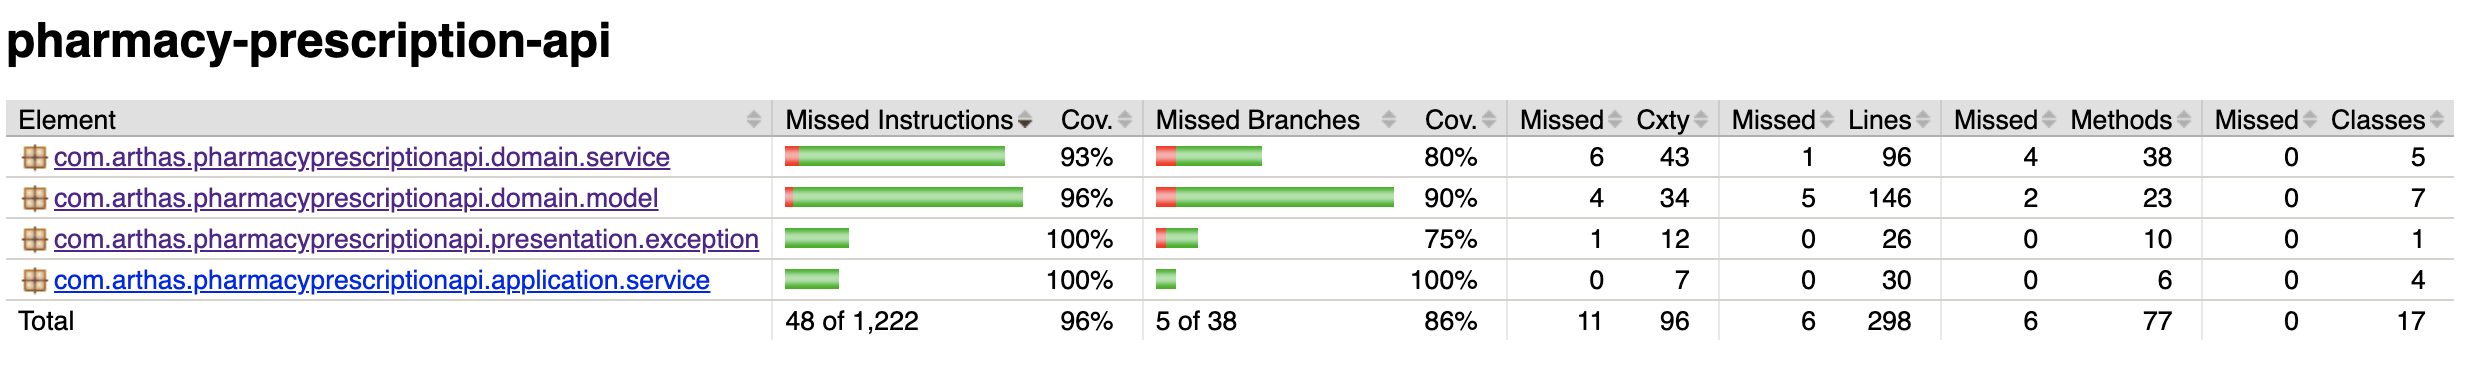 pharmacy-prescription-api
Element Missed Instructions Cov. Missed Branches Cov. Missed Cxty Missed Lines Missed Methods Missed Classes
com.arthas.pharmacyprescriptionapi.domain.service 93% 80% 6 43 1 96 4 38 0 5
com.arthas.pharmacyprescriptionapi.domain.model 96% 90% 4 34 5 146 2 23 0 7
com.arthas.pharmacyprescriptionapi.presentation.exception 100% 75% 1 12 0 26 0 10 0 1
com.arthas.pharmacyprescriptionapi.application.service 100% 100% 0 7 0 30 0 6 0 4
Total 48 of 1,222 96% 5 of 38 86% 11 96 6 298 6 77 0 17